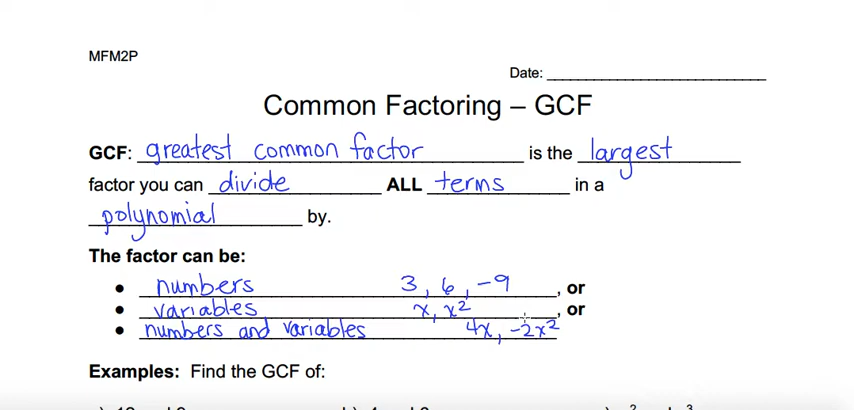 MFM2P
Date:
Common Factoring – GCF
GCF: greatest common factor is the largest
factor you can divide ALL terms in a
polynomial by.
The factor can be:
• numbers 3, 6, -9, or
• variables x, x², or
• numbers and variables 4x, -2x²
Examples: Find the GCF of: